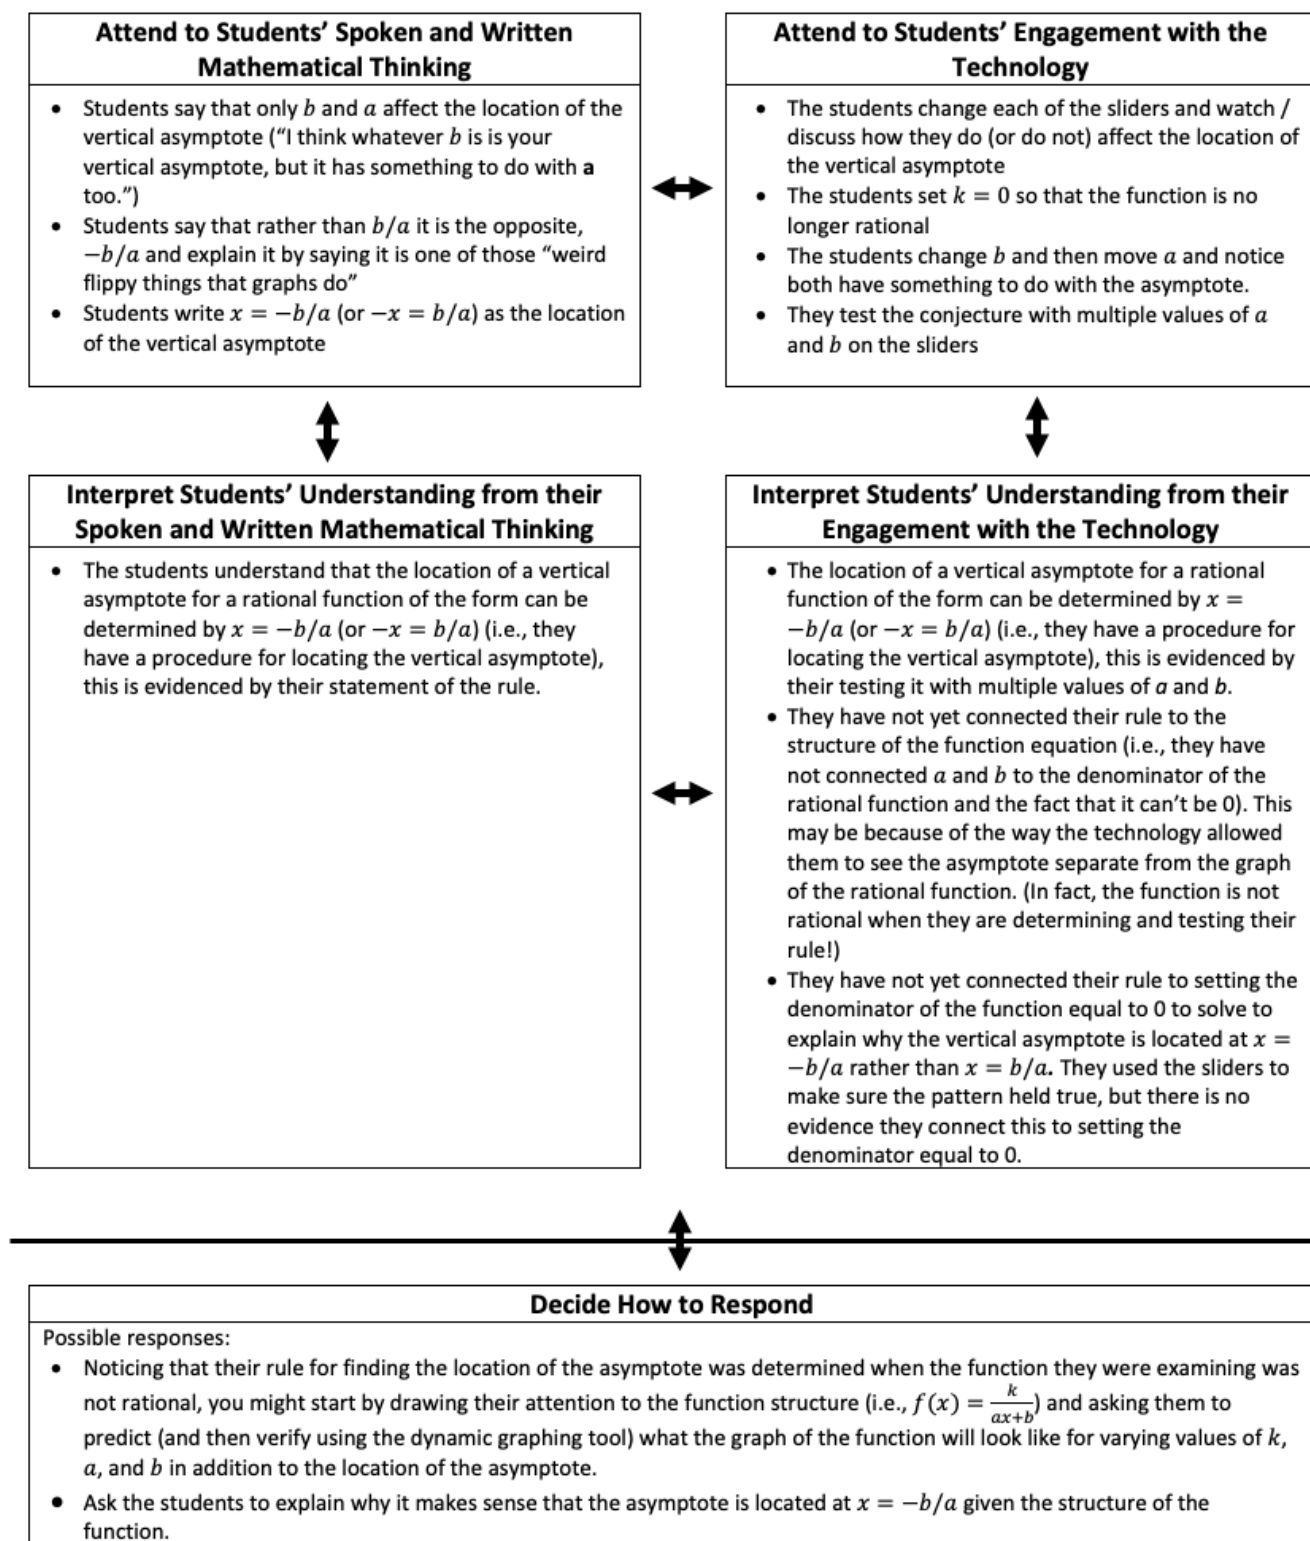 Attend to Students’ Spoken and Written
Mathematical Thinking
• Students say that only b and a affect the location of the
vertical asymptote (“I think whatever b is is your
vertical asymptote, but it has something to do with a
too.”)
• Students say that rather than b/a it is the opposite,
−b/a and explain it by saying it is one of those “weird
flippy things that graphs do”
• Students write x = −b/a (or −x = b/a) as the location
of the vertical asymptote
Attend to Students’ Engagement with the
Technology
• The students change each of the sliders and watch /
discuss how they do (or do not) affect the location of
the vertical asymptote
• The students set k = 0 so that the function is no
longer rational
• The students change b and then move a and notice
both have something to do with the asymptote.
• They test the conjecture with multiple values of a
and b on the sliders
Interpret Students’ Understanding from their
Spoken and Written Mathematical Thinking
• The students understand that the location of a vertical
asymptote for a rational function of the form can be
determined by x = −b/a (or −x = b/a) (i.e., they
have a procedure for locating the vertical asymptote),
this is evidenced by their statement of the rule.
Interpret Students’ Understanding from their
Engagement with the Technology
• The location of a vertical asymptote for a rational
function of the form can be determined by x =
−b/a (or −x = b/a) (i.e., they have a procedure for
locating the vertical asymptote), this is evidenced by
their testing it with multiple values of a and b.
• They have not yet connected their rule to the
structure of the function equation (i.e., they have
not connected a and b to the denominator of the
rational function and the fact that it can’t be 0). This
may be because of the way the technology allowed
them to see the asymptote separate from the graph
of the rational function. (In fact, the function is not
rational when they are determining and testing their
rule!)
• They have not yet connected their rule to setting the
denominator of the function equal to 0 to solve to
explain why the vertical asymptote is located at x =
−b/a rather than x = b/a. They used the sliders to
make sure the pattern held true, but there is no
evidence they connect this to setting the
denominator equal to 0.
Decide How to Respond
Possible responses:
• Noticing that their rule for finding the location of the asymptote was determined when the function they were examining was
not rational, you might start by drawing their attention to the function structure (i.e., f(x) = k/(ax+b)) and asking them to
predict (and then verify using the dynamic graphing tool) what the graph of the function will look like for varying values of k,
a, and b in addition to the location of the asymptote.
• Ask the students to explain why it makes sense that the asymptote is located at x = −b/a given the structure of the
function.